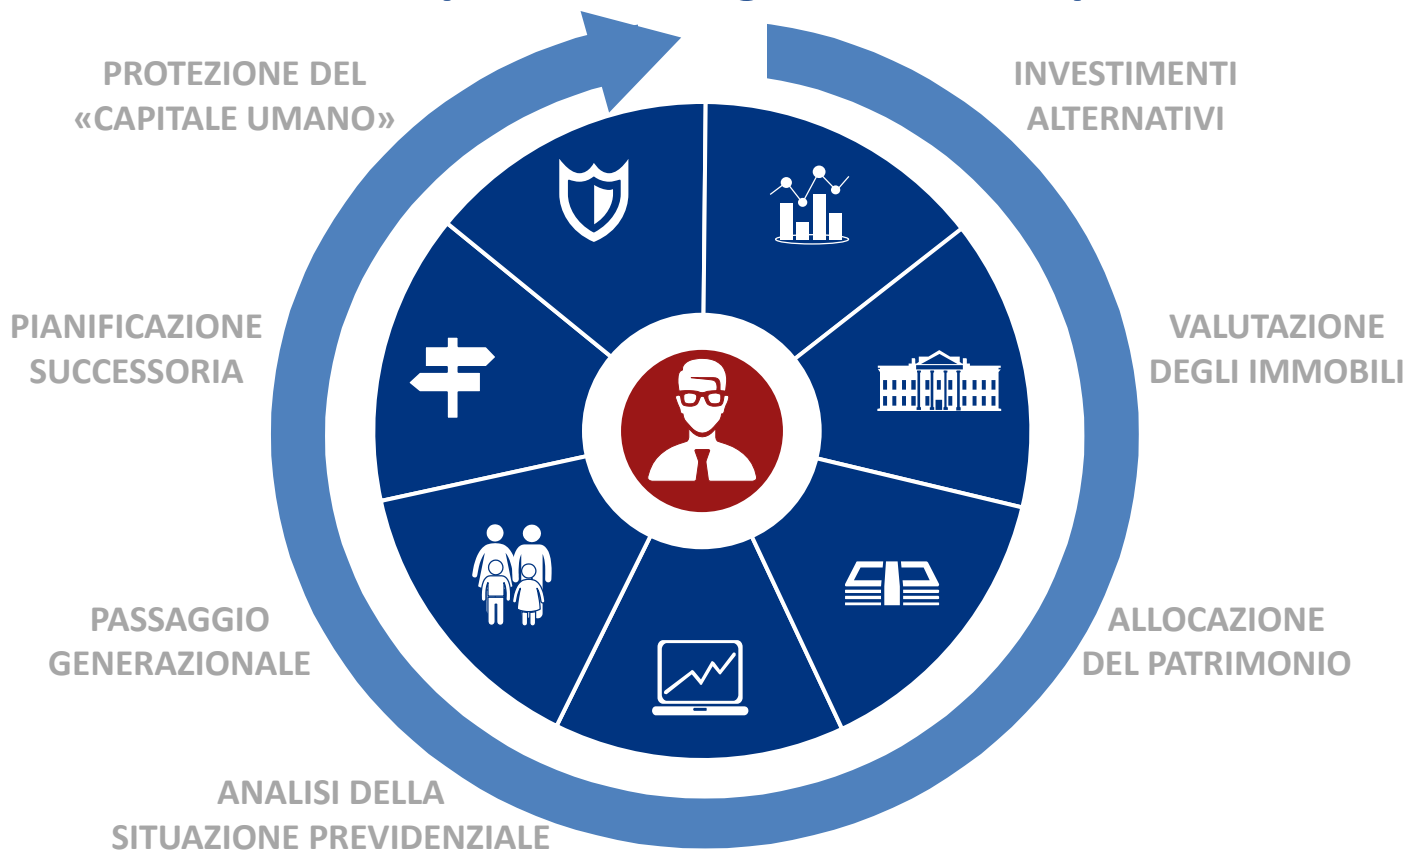 PROTEZIONE DEL
«CAPITALE UMANO»
INVESTIMENTI
ALTERNATIVI
PIANIFICAZIONE
SUCCESSORIA
VALUTAZIONE
DEGLI IMMOBILI
PASSAGGIO
GENERAZIONALE
ALLOCAZIONE
DEL PATRIMONIO
ANALISI DELLA
SITUAZIONE PREVIDENZIALE